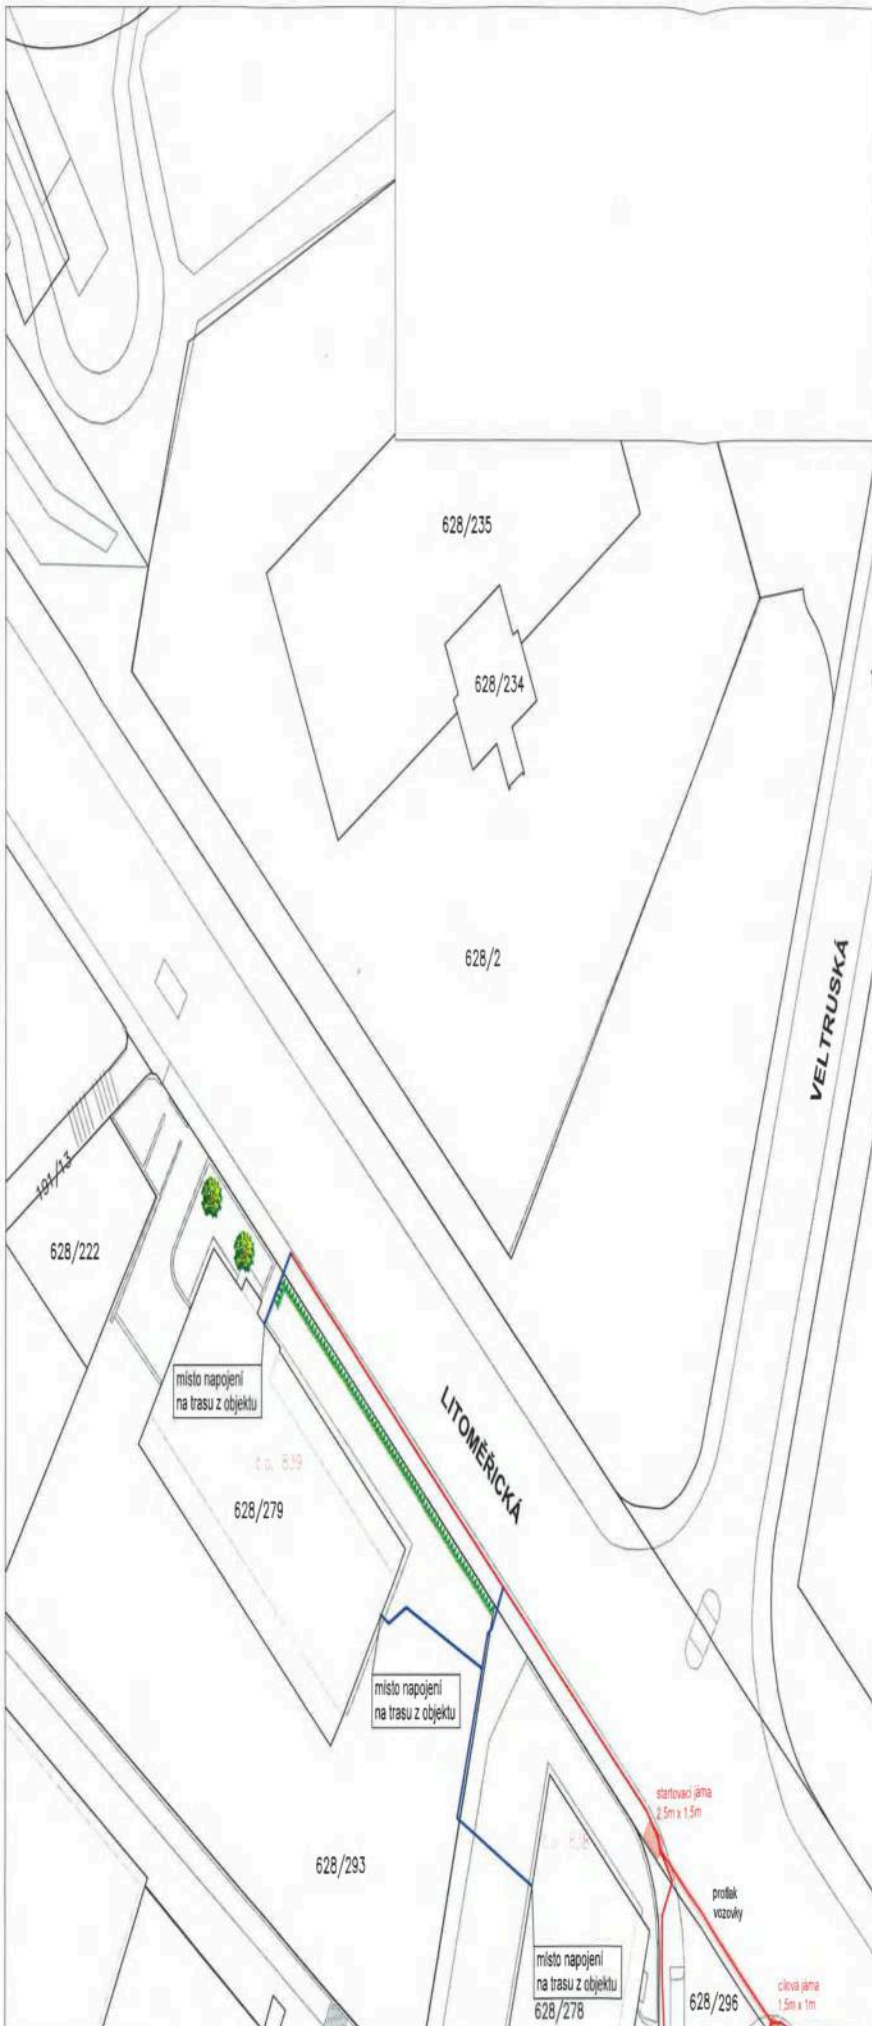 628/235
628/234
628/2
VELTRUSKÁ
191/13
628/222
místo napojení
na trasu z objektu
LITOMĚŘICKÁ
č.p. 839
628/279
místo napojení
na trasu z objektu
startovací jáma
2,5m x 1,5m
č.p. 838
628/293
protlak
vozovky
místo napojení
na trasu z objektu
628/278
628/296
cílová jáma
1,5m x 1m